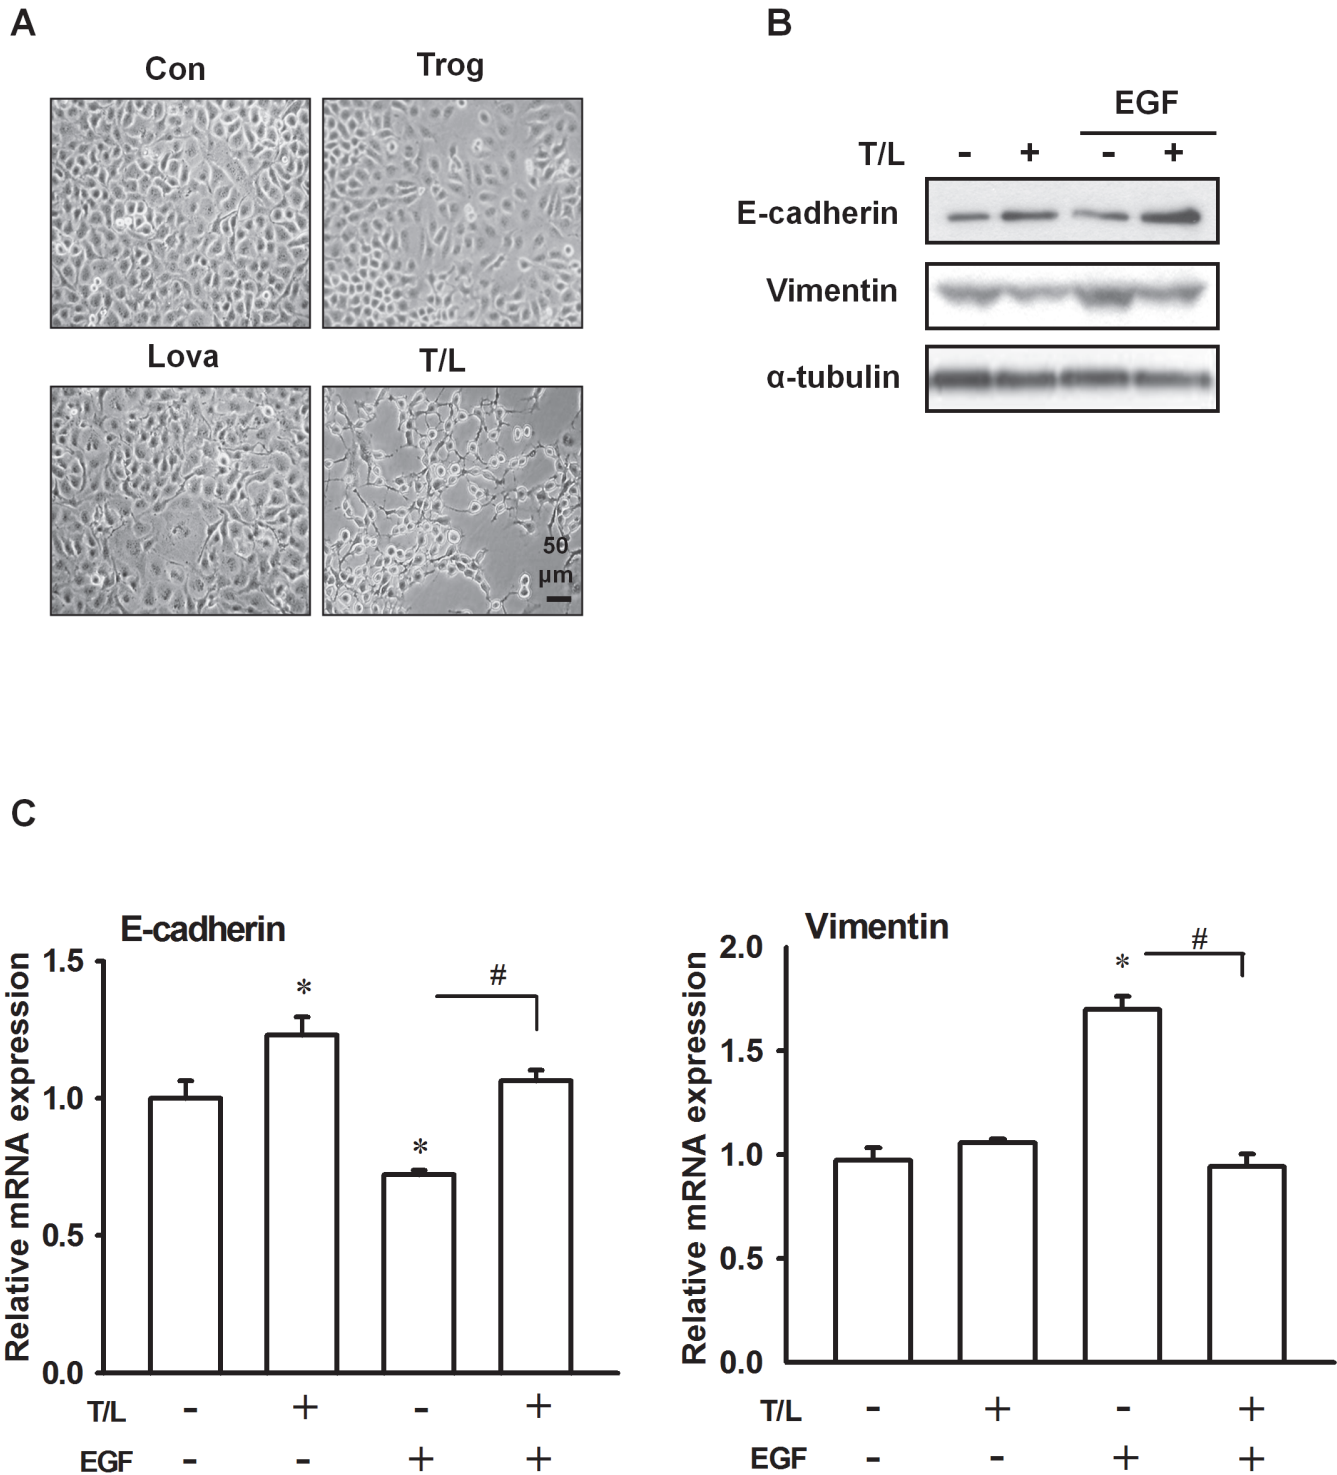 A
Con
Trog
Lova
T/L
50
µm
B
EGF
T/L - + - +
E-cadherin
Vimentin
α-tubulin
C
E-cadherin
Relative mRNA expression
1.5
1.0
0.5
0.0
*
*
#
T/L - + - +
EGF - - + +
Vimentin
Relative mRNA expression
2.0
1.5
1.0
0.5
0.0
*
#
T/L - + - +
EGF - - + +